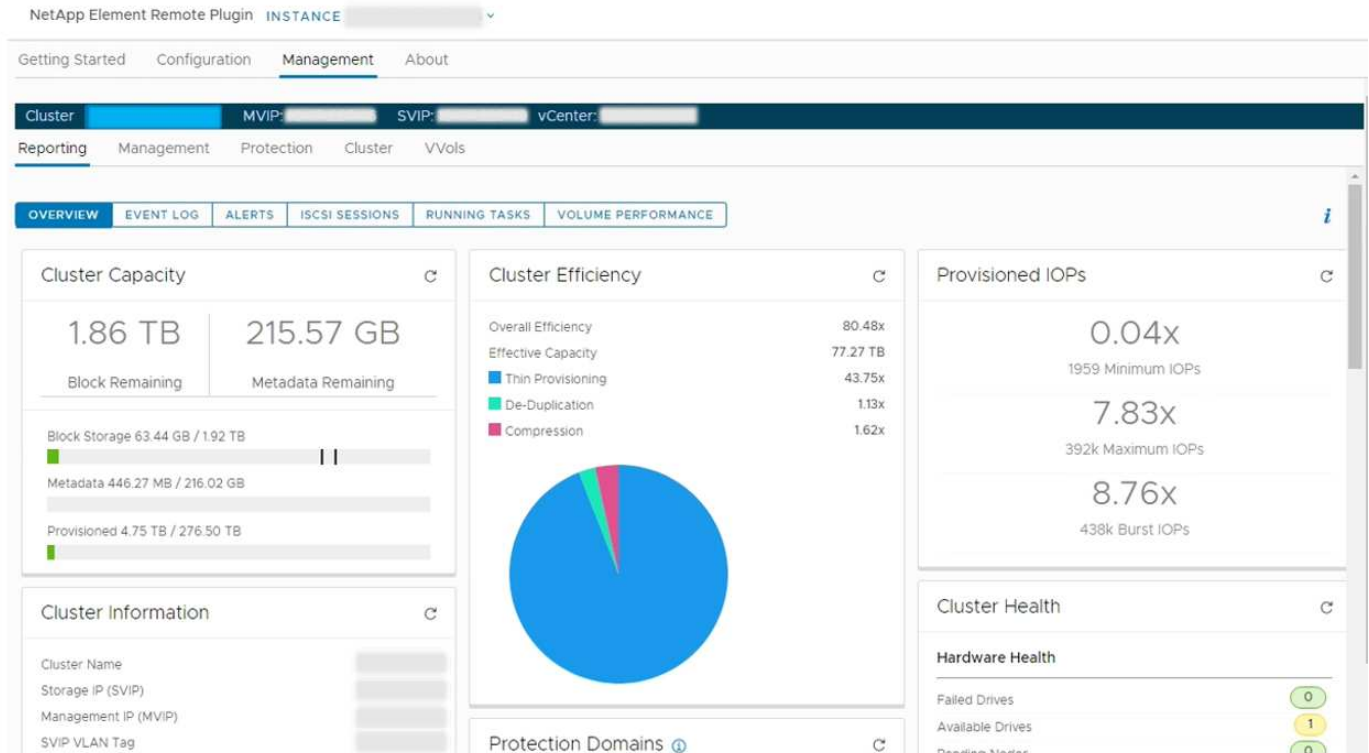 NetApp Element Remote Plugin INSTANCE
Getting Started Configuration Management About
Cluster MVIP: SVIP: vCenter:
Reporting Management Protection Cluster VVols
OVERVIEW EVENT LOG ALERTS ISCSI SESSIONS RUNNING TASKS VOLUME PERFORMANCE i
Cluster Capacity
1.86 TB 215.57 GB
Block Remaining Metadata Remaining
Block Storage 63.44 GB / 1.92 TB
Metadata 446.27 MB / 216.02 GB
Provisioned 4.75 TB / 276.50 TB
Cluster Information
Cluster Name
Storage IP (SVIP)
Management IP (MVIP)
SVIP VLAN Tag
Cluster Efficiency
Overall Efficiency 80.48x
Effective Capacity 77.27 TB
Thin Provisioning 43.75x
De-Duplication 1.13x
Compression 1.62x
Protection Domains
Provisioned IOPs
0.04x
1959 Minimum IOPs
7.83x
392k Maximum IOPs
8.76x
438k Burst IOPs
Cluster Health
Hardware Health
Failed Drives 0
Available Drives 1
Pending Nodes 0